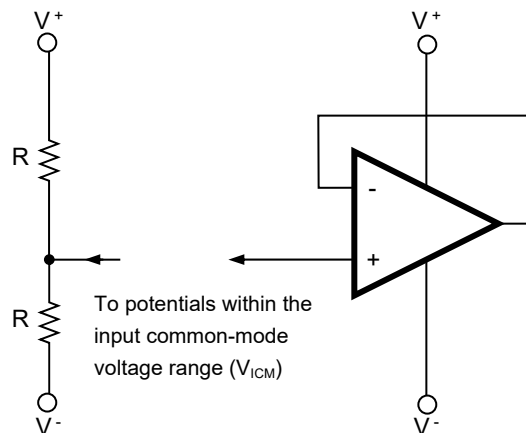 V+
V+
R
-
+
To potentials within the
input common-mode
voltage range (VICM)
R
V-
V-